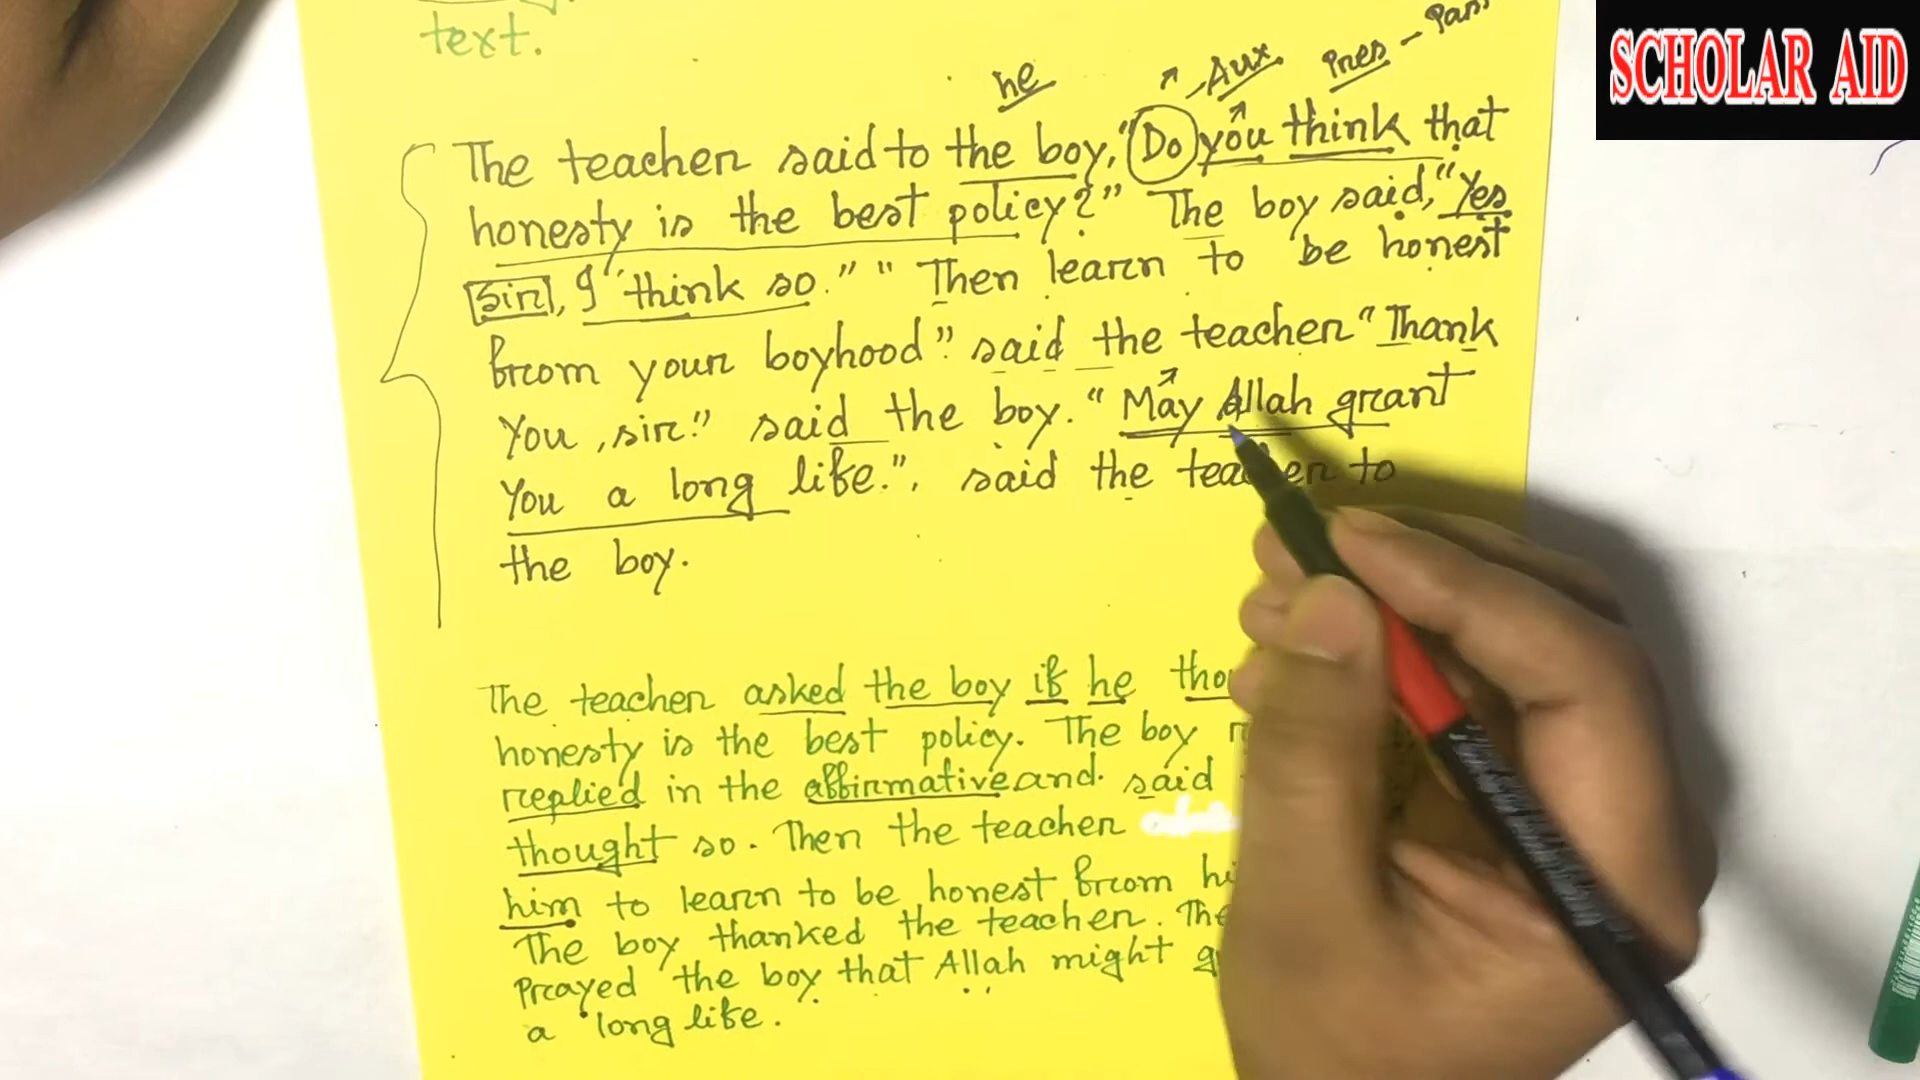 text.
SCHOLAR AID
he
Aux
Pres -
The teacher said to the boy, "Do you think that
honesty is the best policy?" The boy said, "Yes
sir, I think so." "Then learn to be honest
from your boyhood". said the teacher "Thank
You, sir." said the boy. "May Allah grant
You a long life.", said the teacher to
the boy.
The teacher asked the boy if he
honesty is the best policy. The boy
replied in the affirmative and said
thought so. Then the teacher
him to learn to be honest from
The boy thanked the teacher.
Prayed the boy that Allah might
a long life.